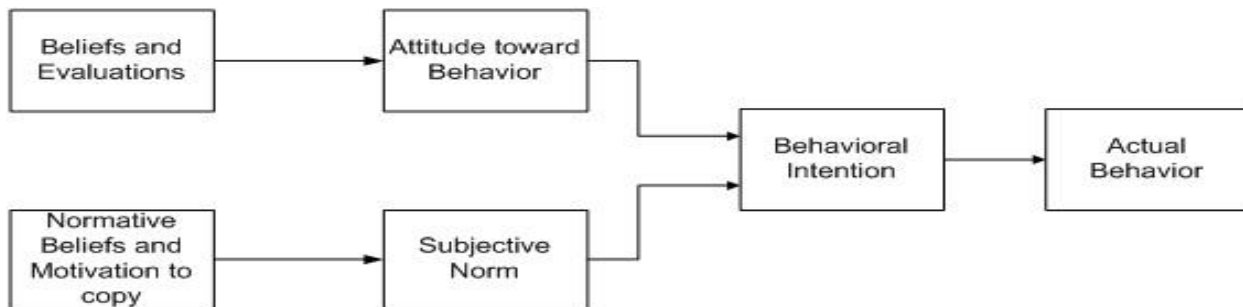 Beliefs and
Evaluations
Attitude toward
Behavior
Behavioral
Intention
Actual
Behavior
Normative
Beliefs and
Motivation to
copy
Subjective
Norm